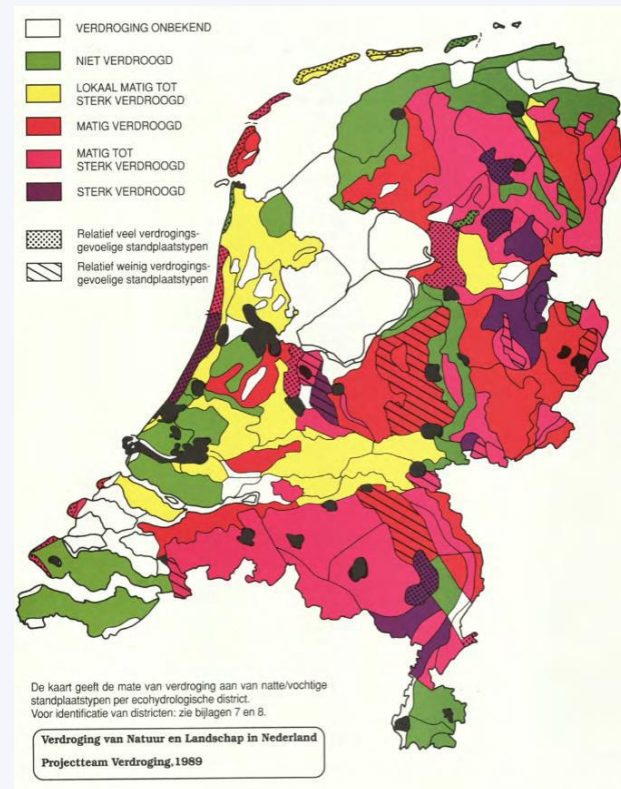 VERDROGING ONBEKEND
NIET VERDROOGD
LOKAAL MATIG TOT
STERK VERDROOGD
MATIG VERDROOGD
MATIG TOT
STERK VERDROOGD
STERK VERDROOGD
Relatief veel verdrogings-
gevoelige standplaatstypen
Relatief weinig verdrogings-
gevoelige standplaatstypen
De kaart geeft de mate van verdroging aan van natte/vochtige
standplaatstypen per ecohydrologische district.
Voor identificatie van districten: zie bijlagen 7 en 8.
Verdroging van Natuur en Landschap in Nederland
Projectteam Verdroging, 1989